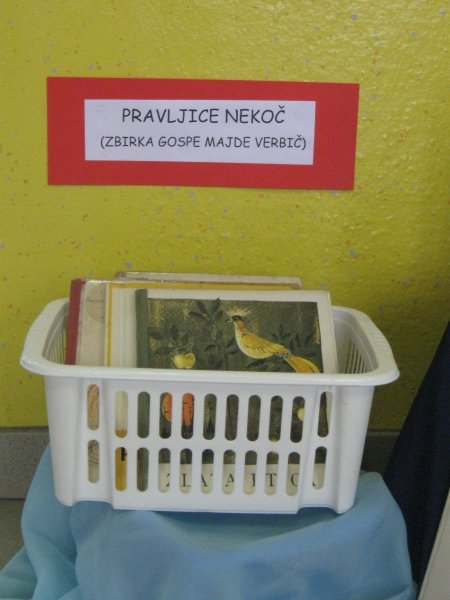 PRAVLJICE NEKOČ
(ZBIRKA GOSPE MAJDE VERBIČ)